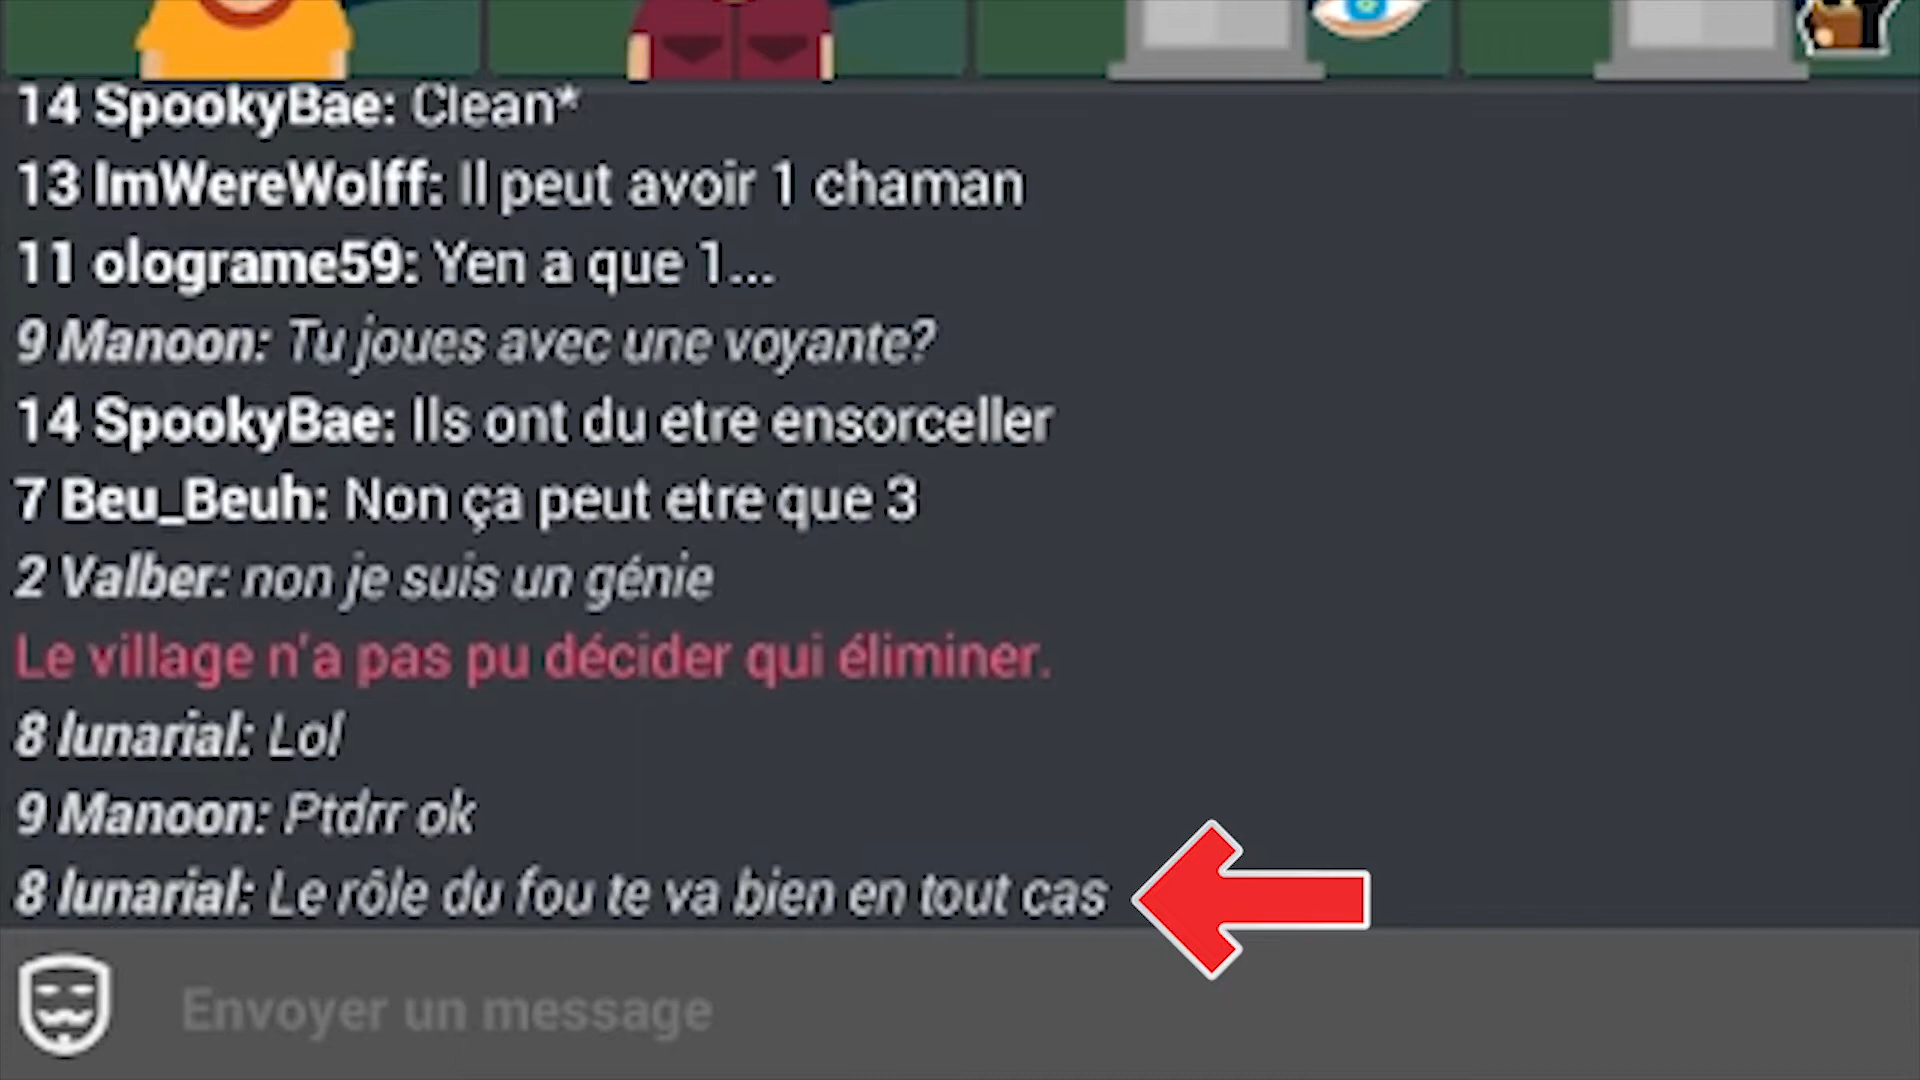 14 SpookyBae: Clean*
13 ImWereWolff: Il peut avoir 1 chaman
11 olograme59: Yen a que 1...
9 Manoon: Tu joues avec une voyante?
14 SpookyBae: Ils ont du etre ensorceller
7 Beu_Beuh: Non ça peut etre que 3
2 Valber: non je suis un génie
Le village n'a pas pu décider qui éliminer.
8 lunarial: Lol
9 Manoon: Ptdrr ok
8 lunarial: Le rôle du fou te va bien en tout cas
Envoyer un message